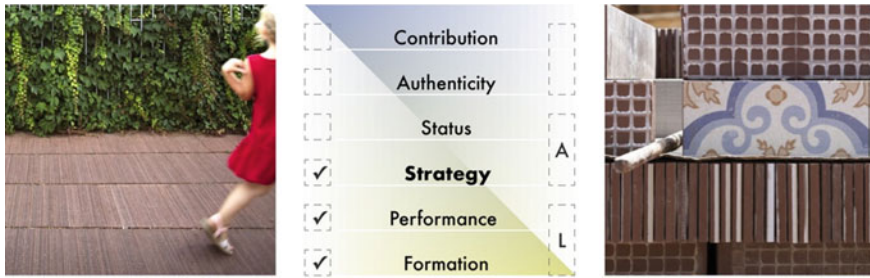 Contribution
Authenticity
Status
A
✓ Strategy
✓ Performance
L
✓ Formation